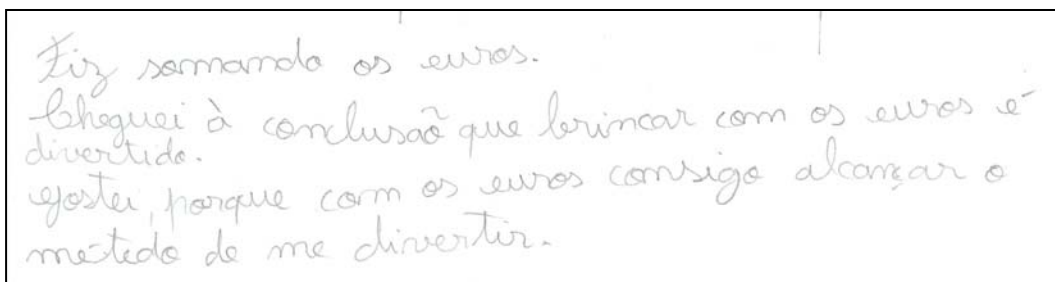 Fiz somando os euros.
Cheguei à conclusão que brincar com os euros é
divertido.
Gostei, porque com os euros consigo alcançar o
método de me divertir.